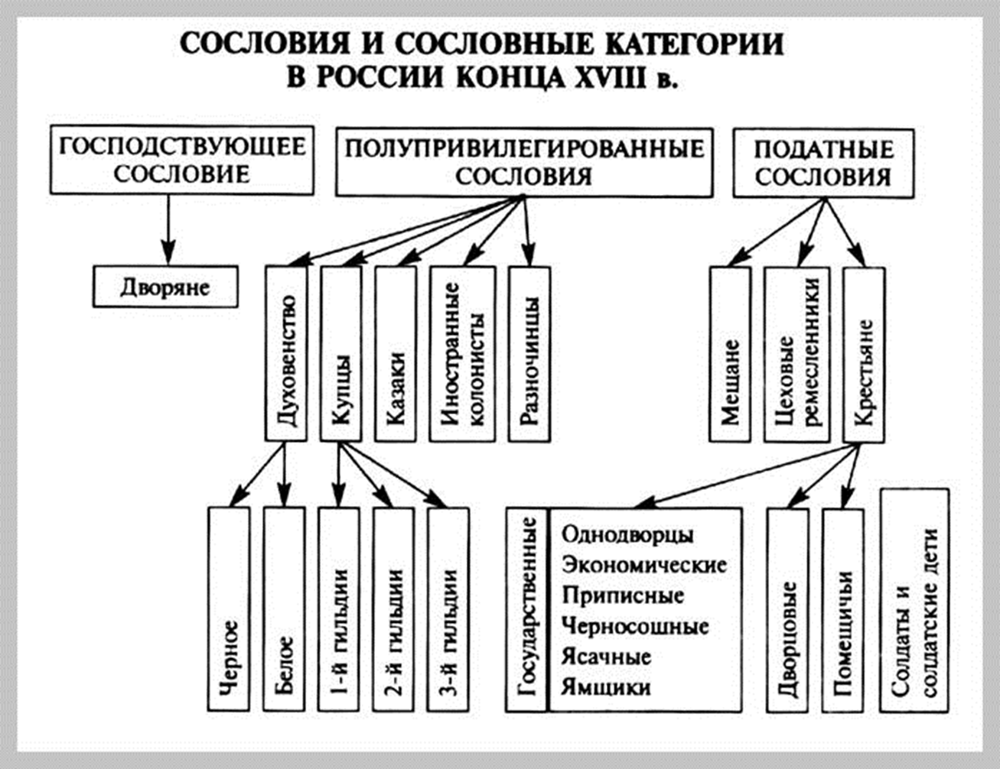 СОСЛОВИЯ И СОСЛОВНЫЕ КАТЕГОРИИ
В РОССИИ КОНЦА XVIII в.
ГОСПОДСТВУЮЩЕЕ
СОСЛОВИЕ
ПОЛУПРИВИЛЕГИРОВАННЫЕ
СОСЛОВИЯ
ПОДАТНЫЕ
СОСЛОВИЯ
Дворяне
Духовенство
Купцы
Казаки
Иностранные
колонисты
Разночинцы
Мещане
Цеховые
ремесленники
Крестьяне
Черное
Белое
1-й гильдии
2-й гильдии
3-й гильдии
Государственные
Однодворцы
Экономические
Приписные
Черносошные
Ясачные
Ямщики
Дворцовые
Помещичьи
Солдаты и
солдатские дети